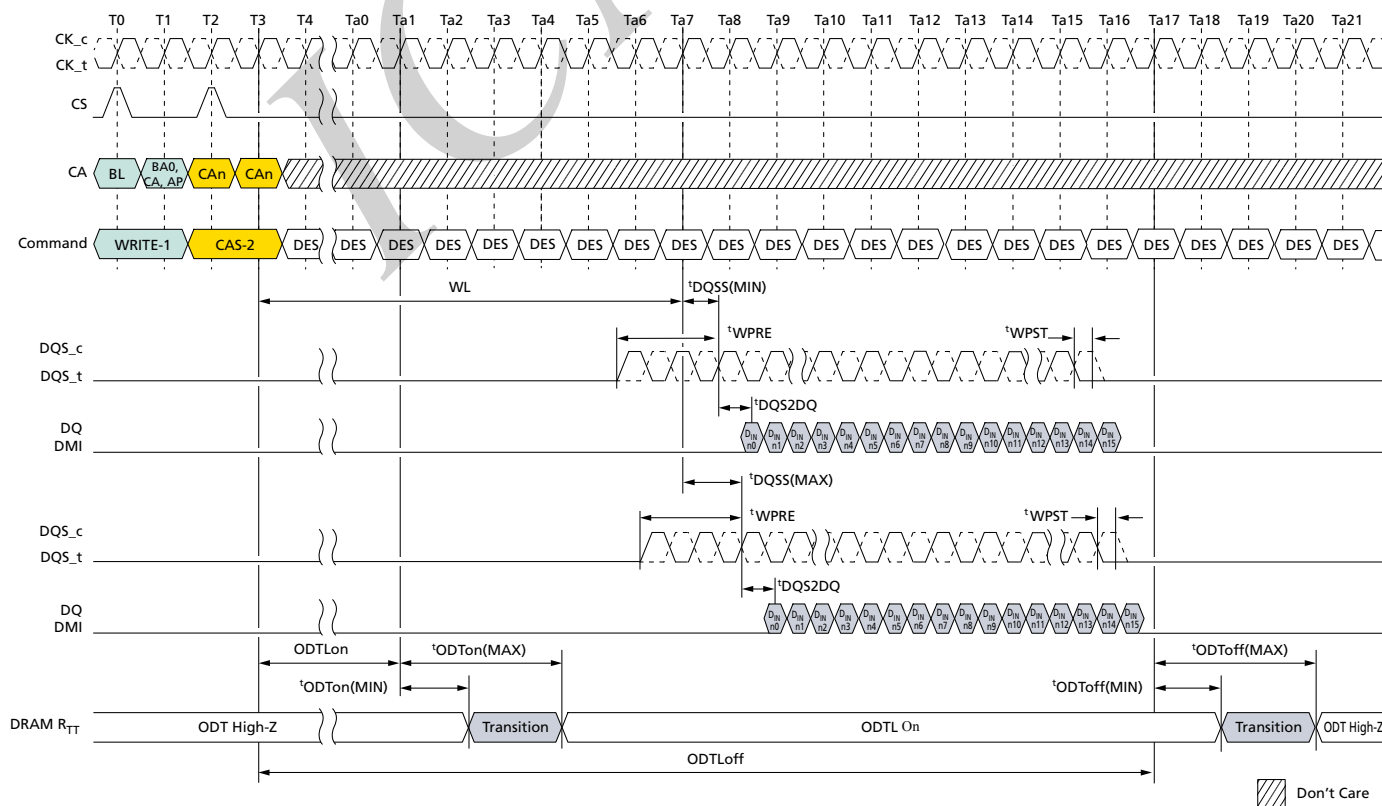 T0 T1 T2 T3 T4 Ta0 Ta1 Ta2 Ta3 Ta4 Ta5 Ta6 Ta7 Ta8 Ta9 Ta10 Ta11 Ta12 Ta13 Ta14 Ta15 Ta16 Ta17 Ta18 Ta19 Ta20 Ta21
CK_c
CK_t
CS
CA BL BA0, CA, AP CAn CAn
Command WRITE-1 CAS-2 DES DES DES DES DES DES DES DES DES DES DES DES DES DES DES DES DES DES DES DES DES DES DES
WL tDQSS(MIN)
tWPRE tWPST
DQS_c
DQS_t
tDQS2DQ
DQ
DMI
DIN n0 DIN n1 DIN n2 DIN n3 DIN n4 DIN n5 DIN n6 DIN n7 DIN n8 DIN n9 DIN n10 DIN n11 DIN n12 DIN n13 DIN n14 DIN n15
tDQSS(MAX)
tWPRE tWPST
DQS_c
DQS_t
tDQS2DQ
DQ
DMI
DIN n0 DIN n1 DIN n2 DIN n3 DIN n4 DIN n5 DIN n6 DIN n7 DIN n8 DIN n9 DIN n10 DIN n11 DIN n12 DIN n13 DIN n14 DIN n15
ODTLon tODTon(MAX) tODToff(MAX)
tODTon(MIN) tODToff(MIN)
DRAM RTT ODT High-Z Transition ODTL On Transition ODT High-Z
ODTLoff
Don't Care